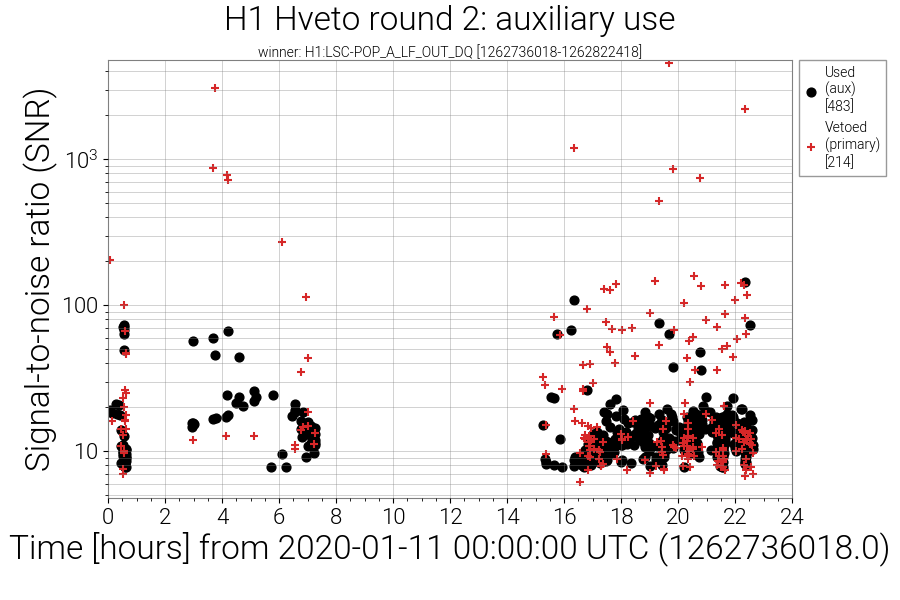 H1 Hveto round 2: auxiliary use
winner: H1:LSC-POP_A_LF_OUT_DQ [1262736018-1262822418]
Signal-to-noise ratio (SNR)
10³
100
10
0 2 4 6 8 10 12 14 16 18 20 22 24
Time [hours] from 2020-01-11 00:00:00 UTC (1262736018.0)
Used
(aux)
[483]
Vetoed
(primary)
[214]